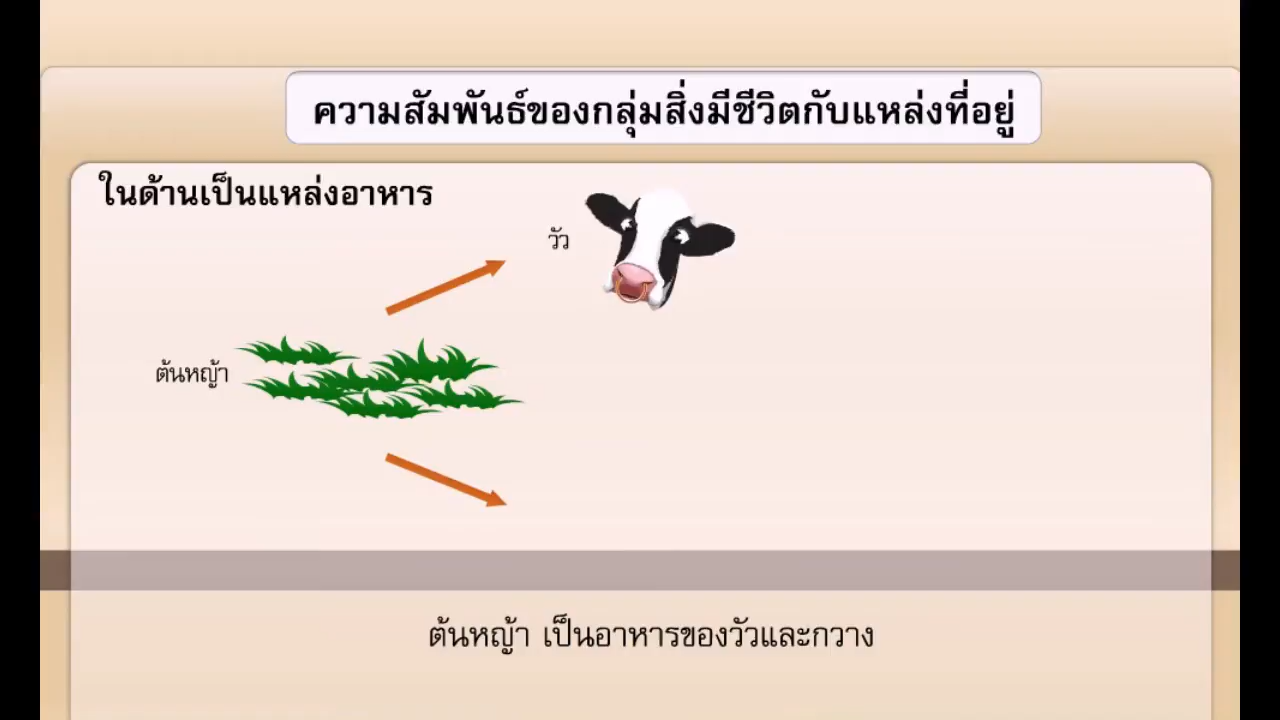 ความสัมพันธ์ของกลุ่มสิ่งมีชีวิตกับแหล่งที่อยู่
ในด้านเป็นแหล่งอาหาร
วัว
ต้นหญ้า
ต้นหญ้า เป็นอาหารของวัวและกวาง